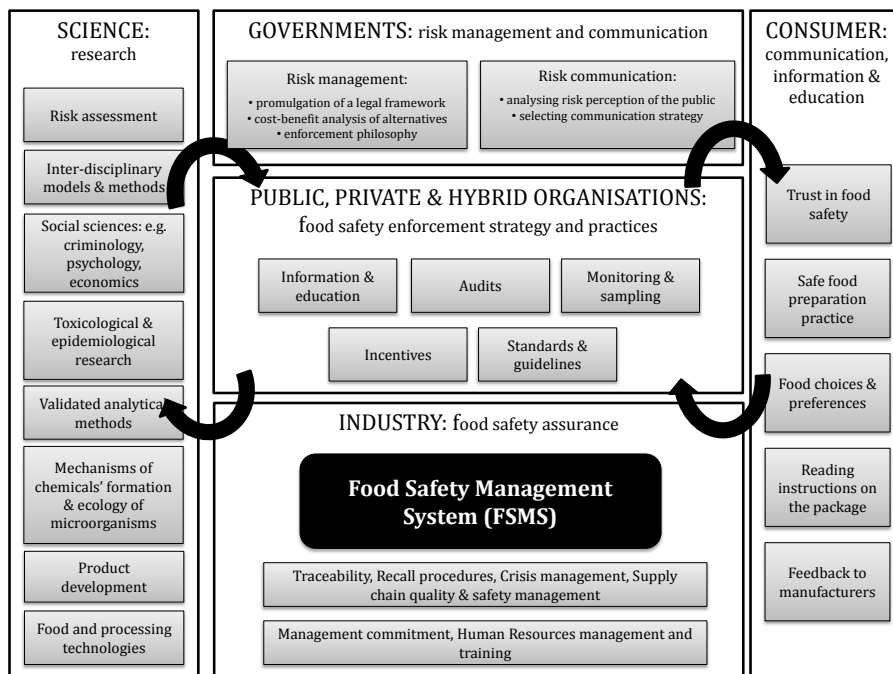 SCIENCE:
research
Risk assessment
Inter-disciplinary
models & methods
Social sciences: e.g.
criminology,
psychology,
economics
Toxicological &
epidemiological
research
Validated analytical
methods
Mechanisms of
chemicals’ formation
& ecology of
microorganisms
Product
development
Food and processing
technologies
GOVERNMENTS: risk management and communication
Risk management:
• promulgation of a legal framework
• cost-benefit analysis of alternatives
• enforcement philosophy
Risk communication:
• analysing risk perception of the public
• selecting communication strategy
PUBLIC, PRIVATE & HYBRID ORGANISATIONS:
food safety enforcement strategy and practices
Information &
education
Audits
Monitoring &
sampling
Incentives
Standards &
guidelines
INDUSTRY: food safety assurance
Food Safety Management
System (FSMS)
Traceability, Recall procedures, Crisis management, Supply
chain quality & safety management
Management commitment, Human Resources management and
training
CONSUMER:
communication,
information &
education
Trust in food
safety
Safe food
preparation
practice
Food choices &
preferences
Reading
instructions on
the package
Feedback to
manufacturers